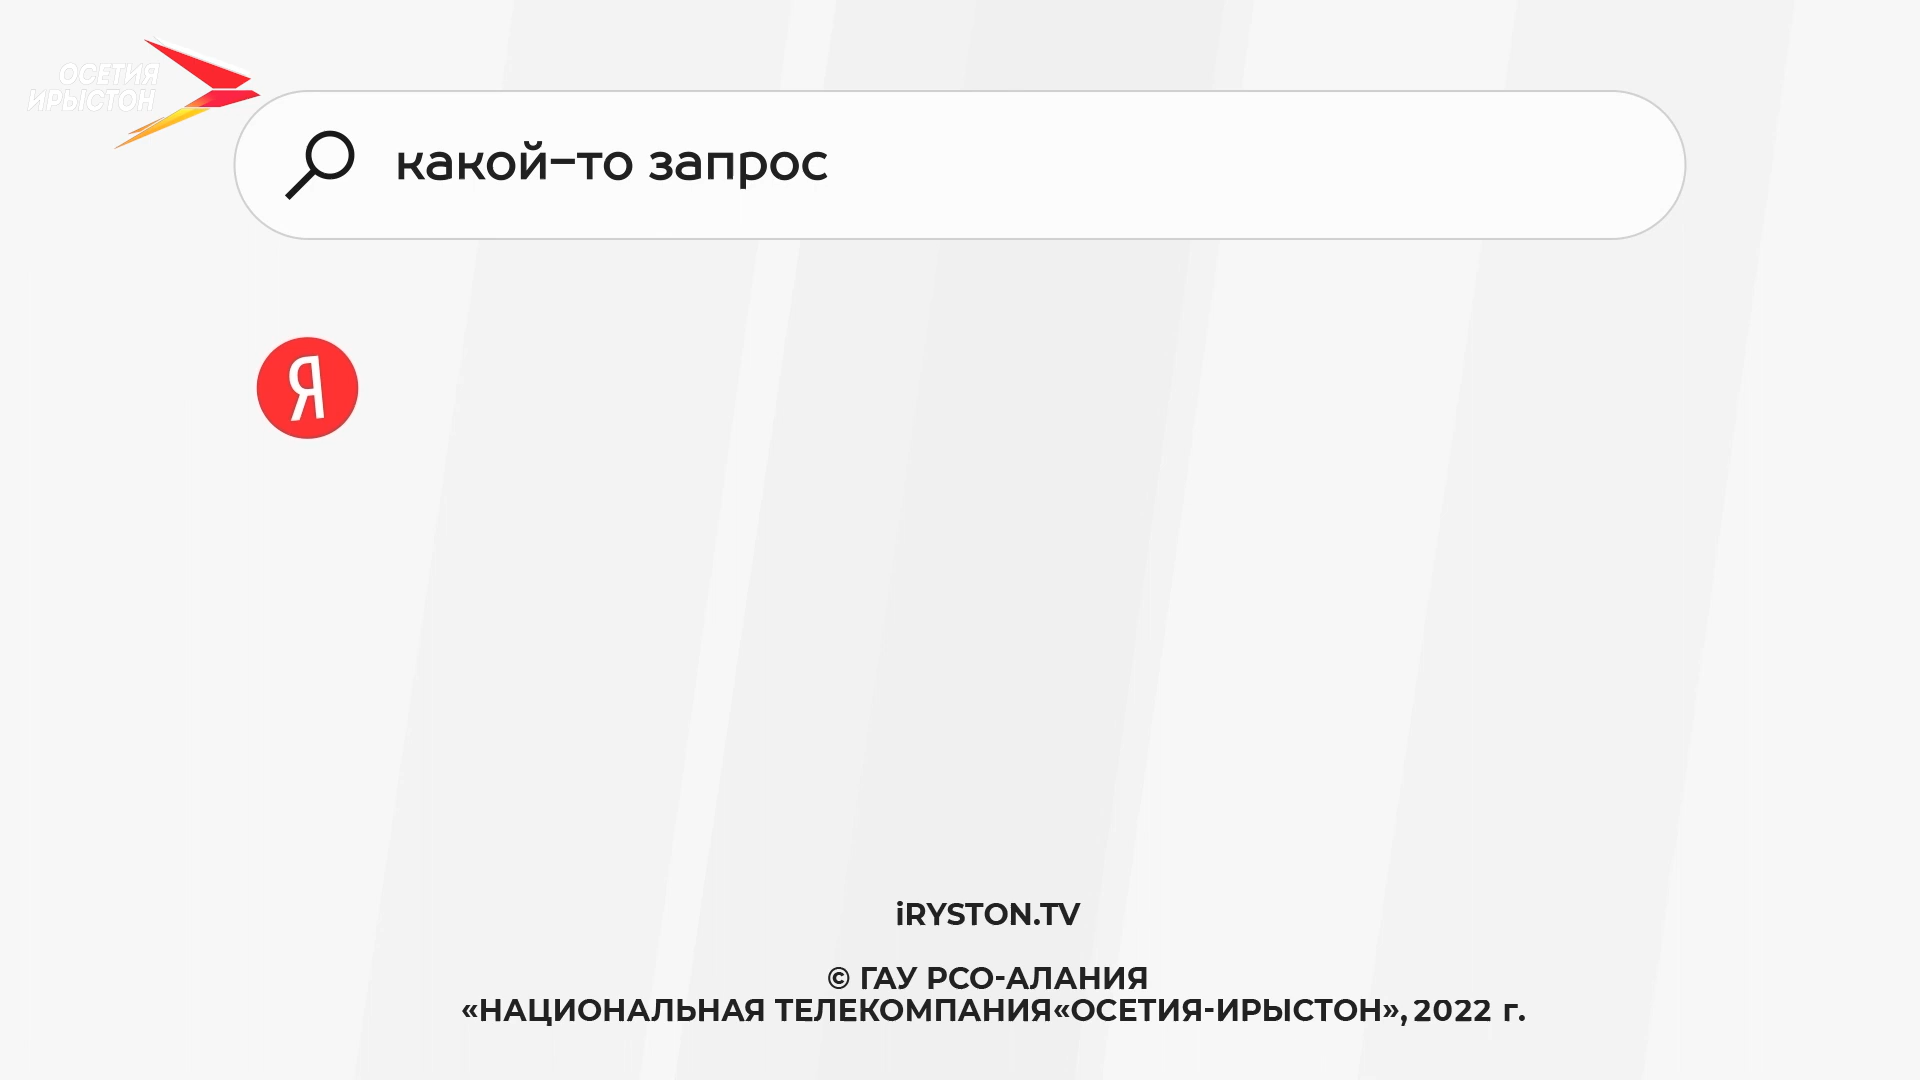 ОСЕТИЯ
ИРЫСТОН
какой-то запрос
Я
iRYSTON.TV
© ГАУ РСО-АЛАНИЯ
«НАЦИОНАЛЬНАЯ ТЕЛЕКОМПАНИЯ«ОСЕТИЯ-ИРЫСТОН», 2022 г.